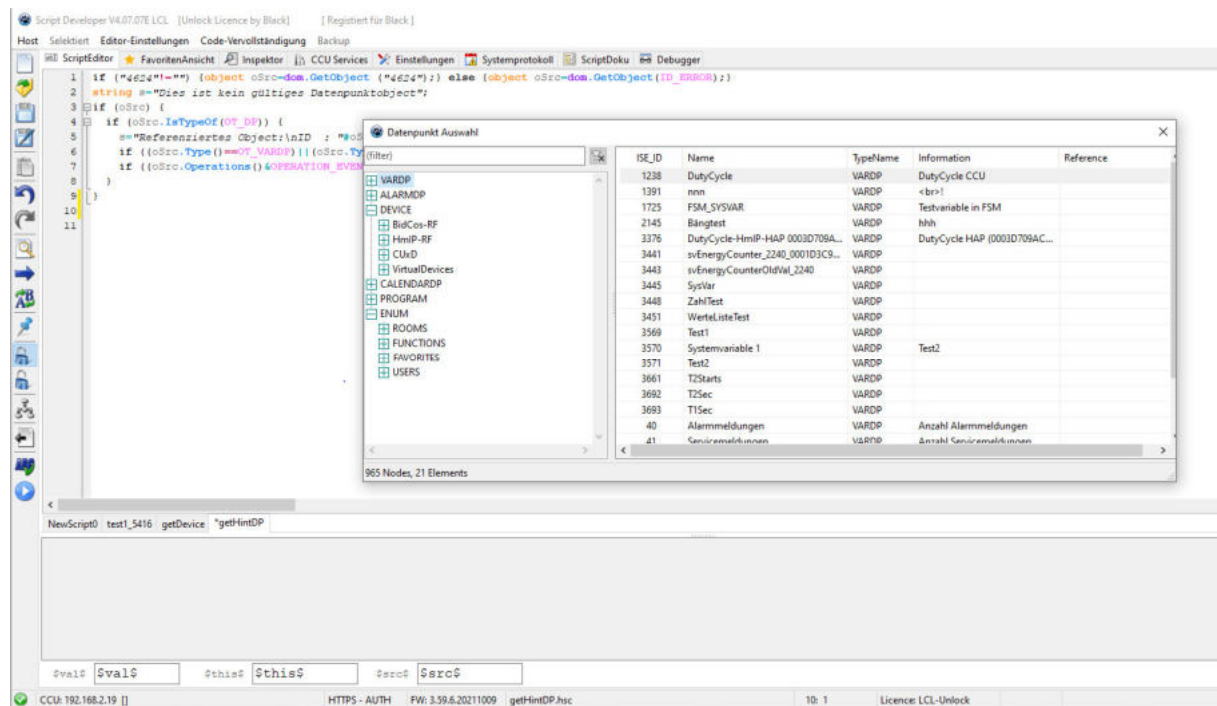 Script Developer V4.07.07E LCL [Unlock Licence by Black] [ Registiert für Black ]
Host Selektiert Editor-Einstellungen Code-Vervollständigung Backup
ScriptEditor FavoritenAnsicht Inspektor CCU Services Einstellungen Systemprotokoll ScriptDoku Debugger
1 if ("4624"!="") {object oSrc=dom.GetObject ("4624");} else {object oSrc=dom.GetObject(ID_ERROR);}
2 string s="Dies ist kein gültiges Datenpunktobject";
3 if (oSrc) {
4 if (oSrc.IsTypeOf(OT_DP)) {
5 s="Referenziertes Object:\nID : "#oS
6 if ((oSrc.Type()==OT_VARDP)||(oSrc.Ty
7 if ((oSrc.Operations()&OPERATION_EVEN
8 }
9 }
10
11
Datenpunkt Auswahl
(filter)
VARDP
ALARMDP
DEVICE
BidCos-RF
HmIP-RF
CUxD
VirtualDevices
CALENDARDP
PROGRAM
ENUM
ROOMS
FUNCTIONS
FAVORITES
USERS
ISE_ID Name TypeName Information Reference
1238 DutyCycle VARDP DutyCycle CCU
1391 nnn VARDP <br>!
1725 FSM_SYSVAR VARDP Testvariable in FSM
2145 Bängtest VARDP hhh
3376 DutyCycle-HmIP-HAP 0003D709A... VARDP DutyCycle HAP (0003D709AC...
3441 svEnergyCounter_2240_0001D3C9... VARDP
3443 svEnergyCounterOldVal_2240 VARDP
3445 SysVar VARDP
3448 ZahlTest VARDP
3451 WerteListeTest VARDP
3569 Test1 VARDP
3570 Systemvariable 1 VARDP Test2
3571 Test2 VARDP
3661 T2Starts VARDP
3692 T2Sec VARDP
3693 T1Sec VARDP
40 Alarmmeldungen VARDP Anzahl Alarmmeldungen
41 Servicemeldungen VARDP Anzahl Servicemeldungen
965 Nodes, 21 Elements
NewScript0 test1_5416 getDevice *getHintDP
$val$ $val$ $this$ $this$ $src$ $src$
CCU: 192.168.2.19 [] HTTPS - AUTH FW: 3.59.6.20211009 getHintDP.hsc 10: 1 Licence: LCL-Unlock